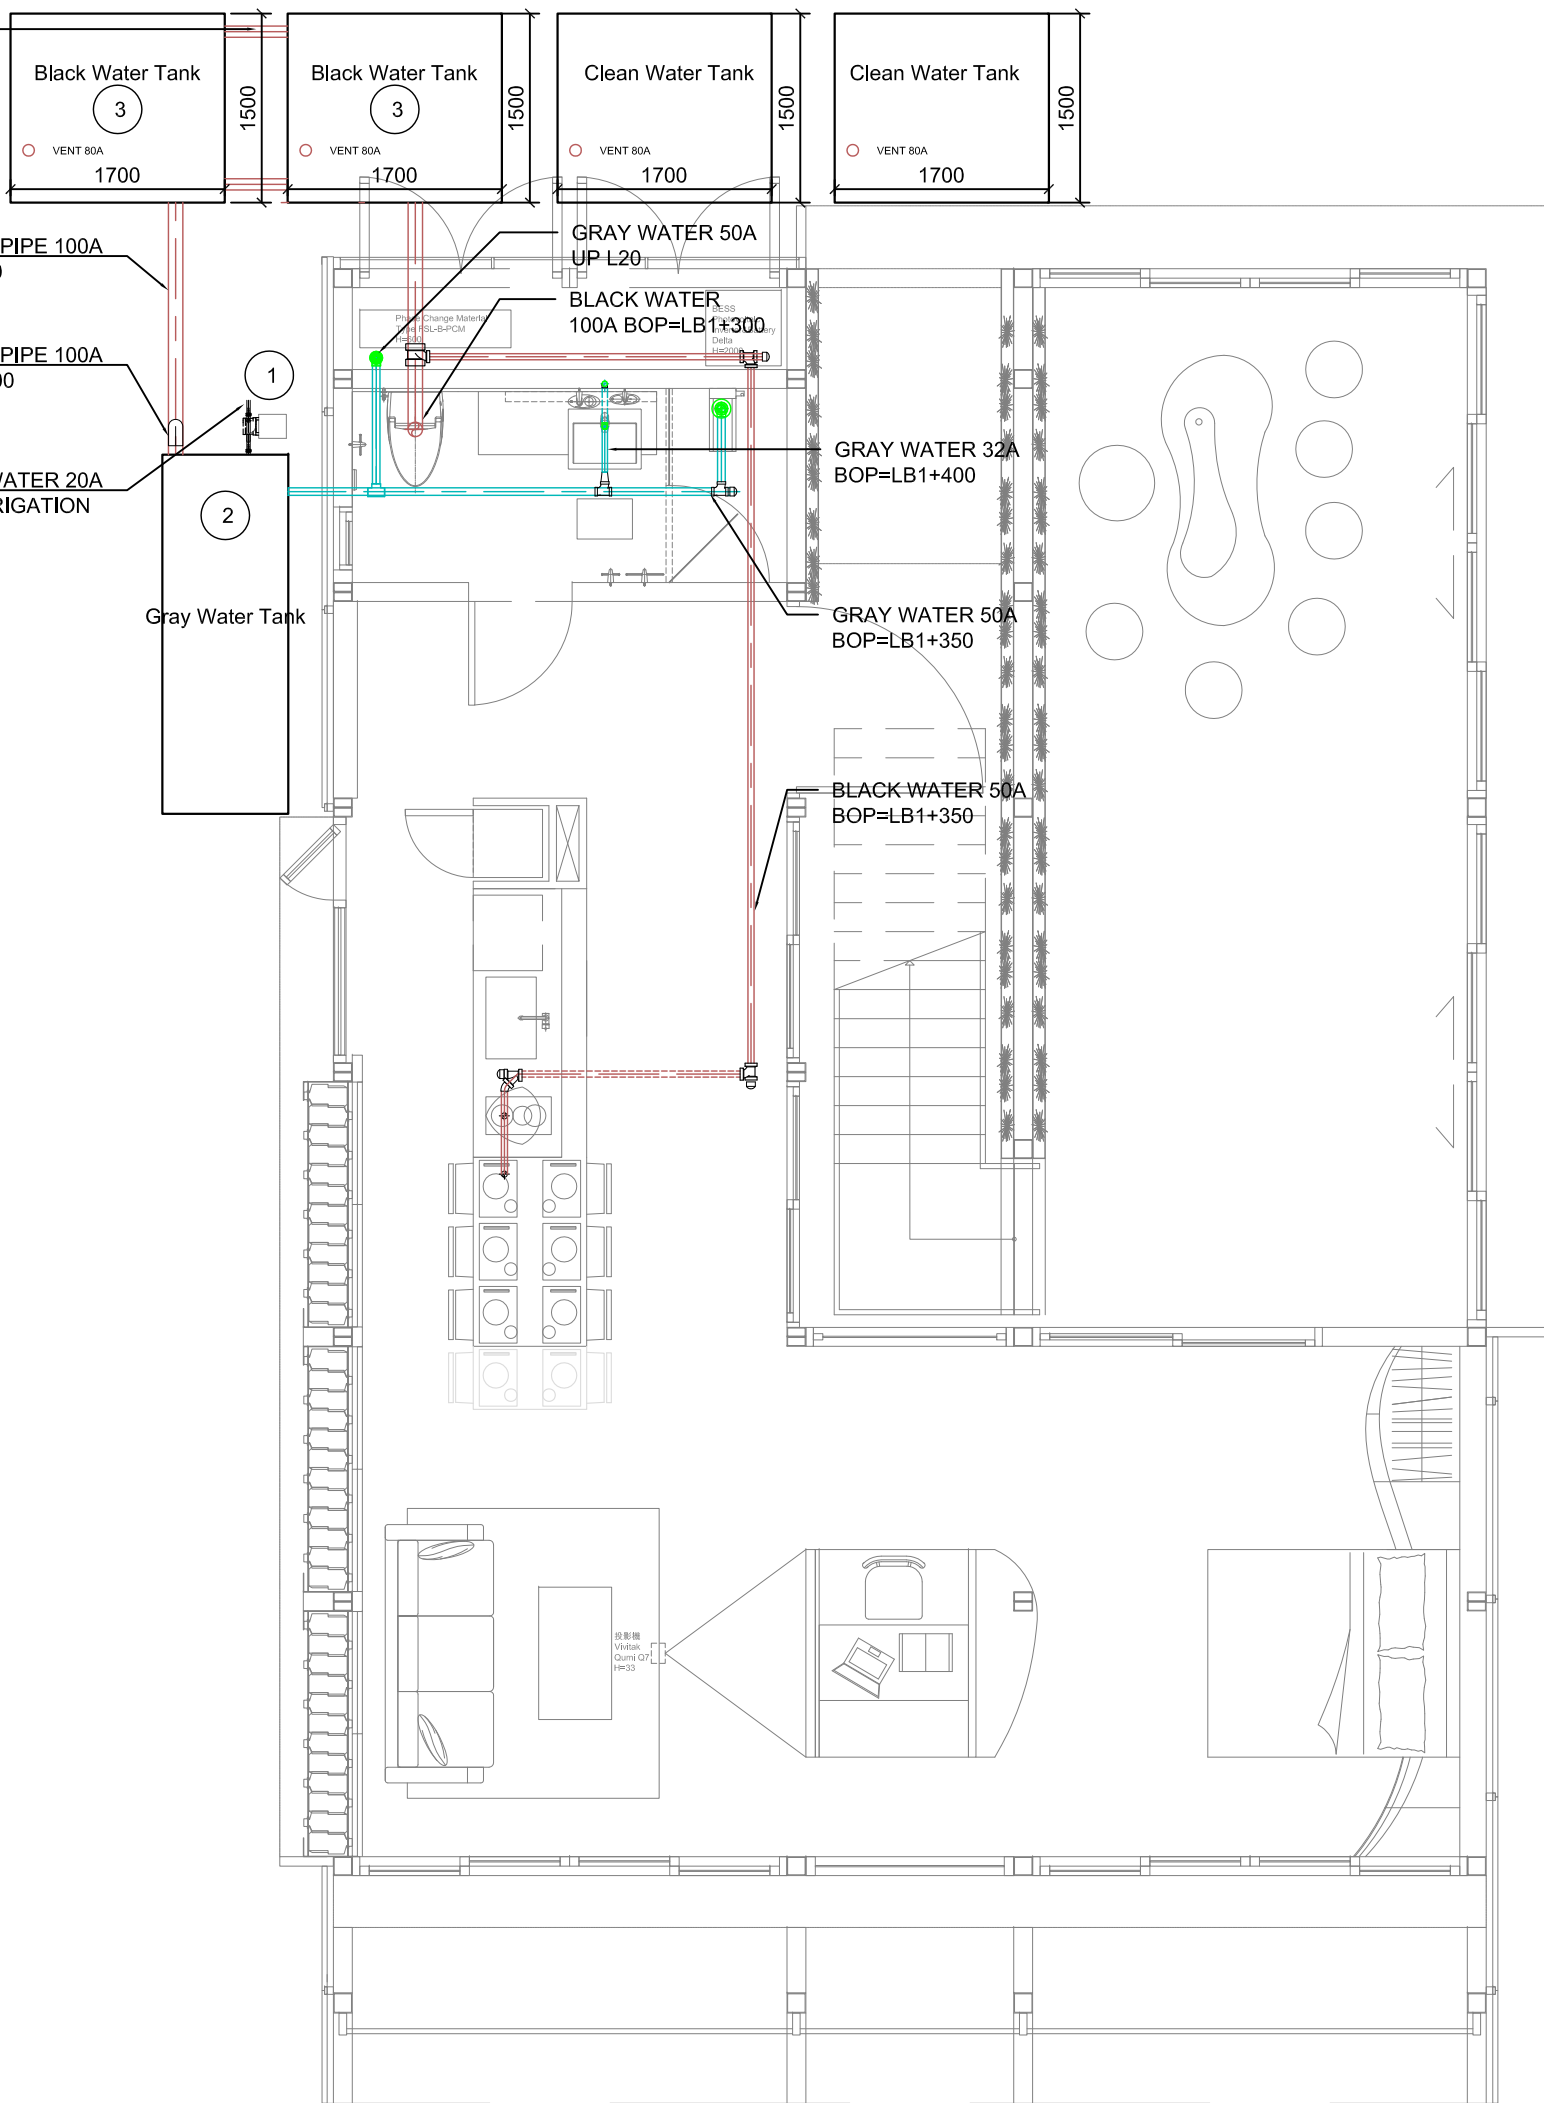 Black Water Tank
3
VENT 80A
1700
1500
Black Water Tank
3
VENT 80A
1700
1500
Clean Water Tank
VENT 80A
1700
1500
Clean Water Tank
VENT 80A
1700
1500
PIPE 100A
GRAY WATER 50A
UP L20
BLACK WATER
100A BOP=LB1+300
Phase Change Material
H=600
BESS
Delta
PIPE 100A
1
GRAY WATER 32A
BOP=LB1+400
WATER 20A
2
Gray Water Tank
GRAY WATER 50A
BOP=LB1+350
BLACK WATER 50A
BOP=LB1+350
投影機
Vivitak
Qumi Q7
H=33